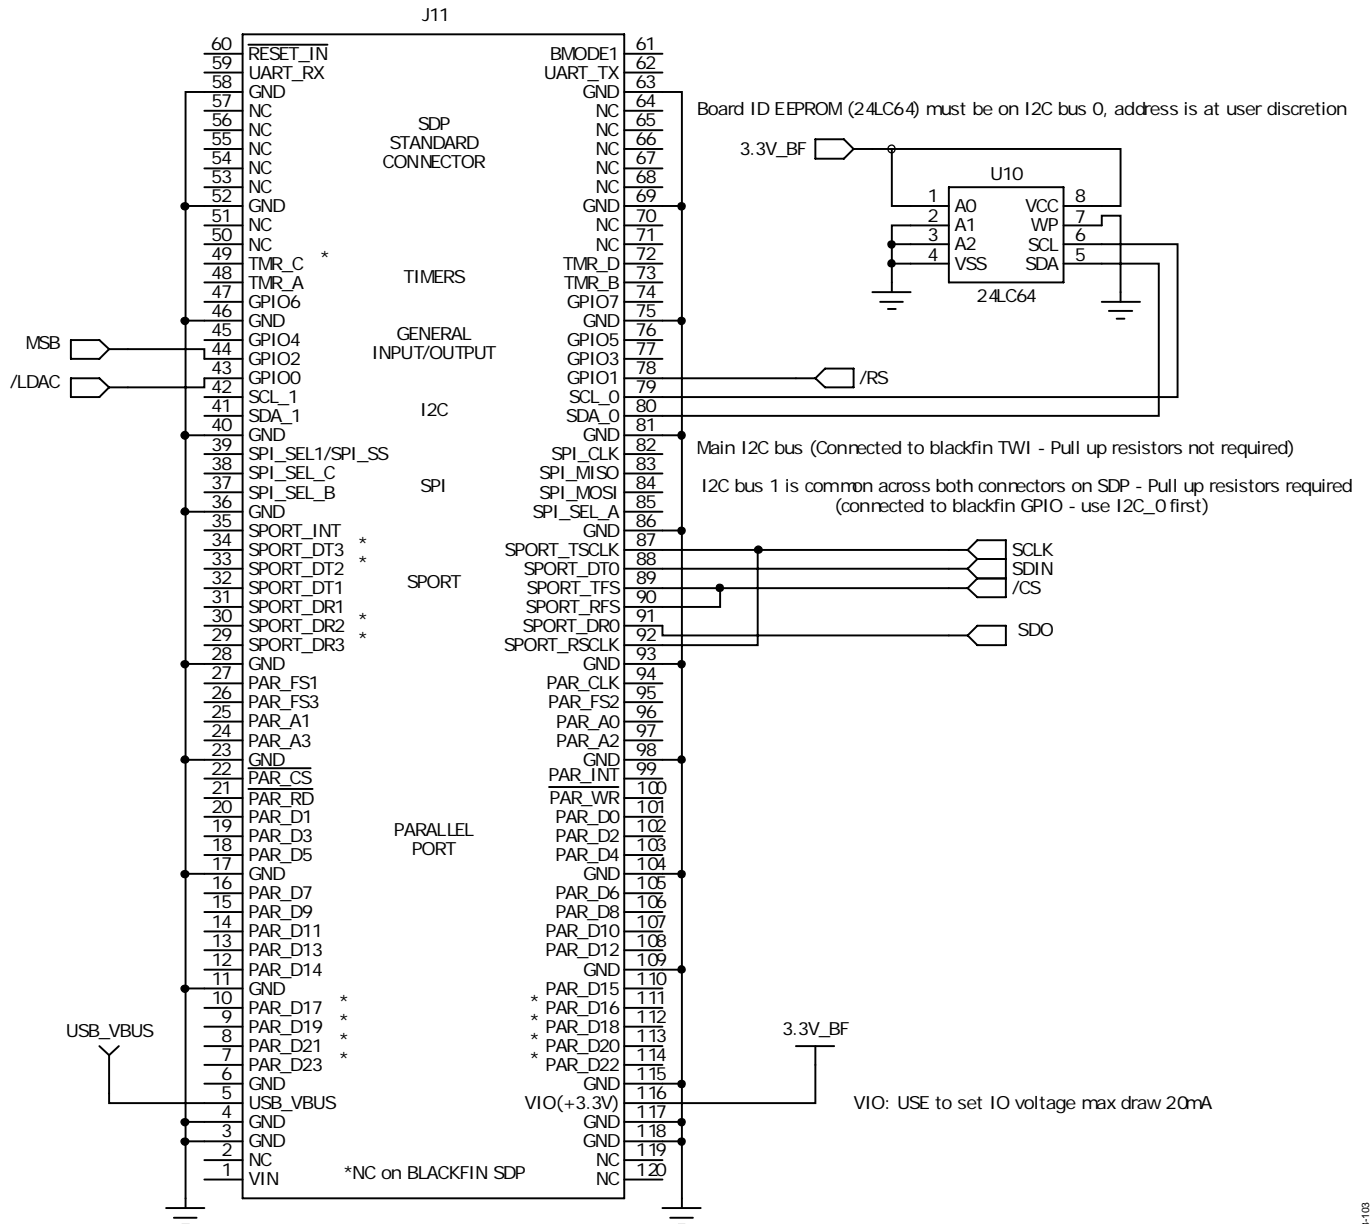 J11
60 RESET_IN BMODE1 61
59 UART_RX UART_TX 62
58 GND GND 63
57 NC NC 64
Board ID EEPROM (24LC64) must be on I2C bus 0, address is at user discretion
56 NC SDP NC 65
55 NC STANDARD NC 66
54 NC CONNECTOR NC 67
3.3V_BF
53 NC NC 68
U10
52 GND GND 69
51 NC NC 70
50 NC NC 71
1 A0 VCC 8
2 A1 WP 7
3 A2 SCL 6
4 VSS SDA 5
24LC64
49 TMR_C * TMR_D 72
48 TMR_A TIMERS TMR_B 73
47 GPIO6 GPIO7 74
46 GND GND 75
45 GPIO4 GENERAL GPIO5 76
MSB 44 GPIO2 INPUT/OUTPUT GPIO3 77
/LDAC 43 GPIO0 GPIO1 78 /RS
42 SCL_1 SCL_0 79
41 SDA_1 I2C SDA_0 80
40 GND GND 81
39 SPI_SEL1/SPI_SS SPI_CLK 82
Main I2C bus (Connected to blackfin TWI - Pull up resistors not required)
38 SPI_SEL_C SPI_MISO 83
37 SPI_SEL_B SPI SPI_MOSI 84
I2C bus 1 is common across both connectors on SDP - Pull up resistors required
(connected to blackfin GPIO - use I2C_0 first)
36 GND SPI_SEL_A 85
35 SPORT_INT GND 86
34 SPORT_DT3 * SPORT_TSCLK 87 SCLK
33 SPORT_DT2 * SPORT_DT0 88 SDIN
32 SPORT_DT1 SPORT SPORT_TFS 89 /CS
31 SPORT_DR1 SPORT_RFS 90
30 SPORT_DR2 * SPORT_DR0 91 SDO
29 SPORT_DR3 * SPORT_RSCLK 92
28 GND GND 93
27 PAR_FS1 PAR_CLK 94
26 PAR_FS3 PAR_FS2 95
25 PAR_A1 PAR_A0 96
24 PAR_A3 PAR_A2 97
23 GND GND 98
22 PAR_CS PAR_INT 99
21 PAR_RD PAR_WR 100
20 PAR_D1 PAR_D0 101
19 PAR_D3 PARALLEL PAR_D2 102
18 PAR_D5 PORT PAR_D4 103
17 GND GND 104
16 PAR_D7 PAR_D6 105
15 PAR_D9 PAR_D8 106
14 PAR_D11 PAR_D10 107
13 PAR_D13 PAR_D12 108
12 PAR_D14 GND 109
11 GND PAR_D15 110
10 PAR_D17 * * PAR_D16 111
9 PAR_D19 * * PAR_D18 112
USB_VBUS 3.3V_BF
8 PAR_D21 * * PAR_D20 113
7 PAR_D23 * * PAR_D22 114
6 GND GND 115
5 USB_VBUS VIO(+3.3V) 116 VIO: USE to set IO voltage max draw 20mA
4 GND GND 117
3 GND GND 118
2 NC NC 119
1 VIN *NC on BLACKFIN SDP NC 120